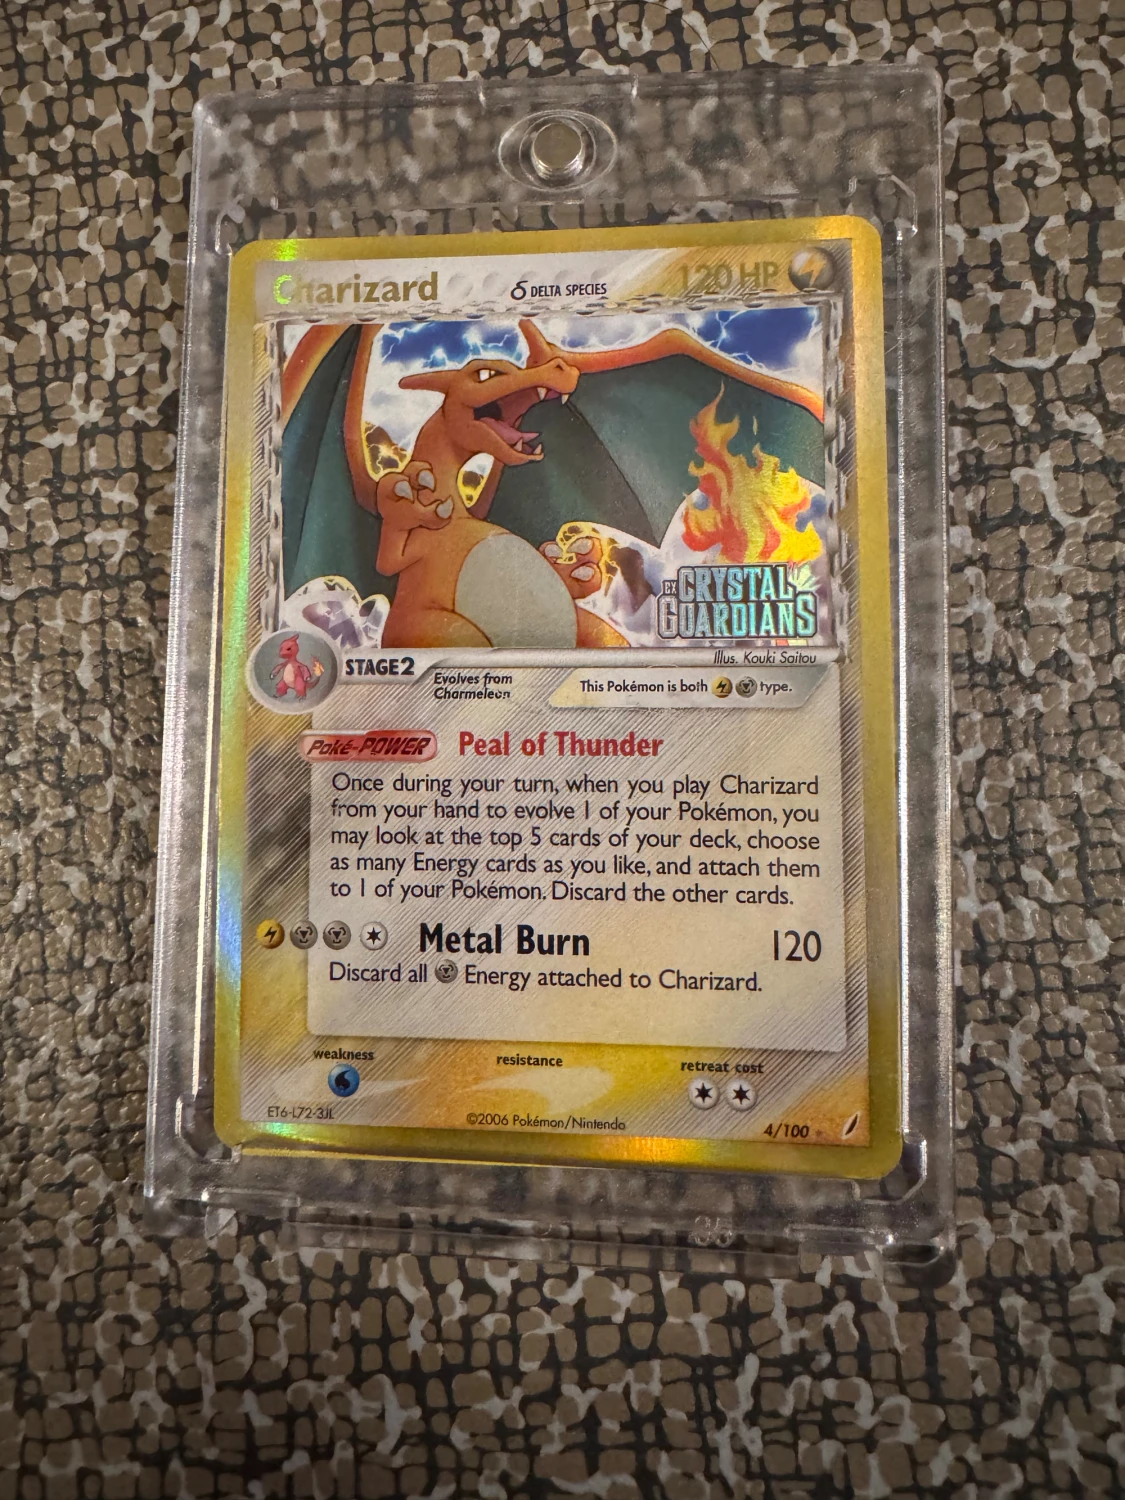 Charizard δ DELTA SPECIES 120 HP
EX CRYSTAL
GUARDIANS
Illus. Kouki Saitou
STAGE2
Evolves from
Charmeleon
This Pokémon is both type.
Poké-POWER Peal of Thunder
Once during your turn, when you play Charizard
from your hand to evolve 1 of your Pokémon, you
may look at the top 5 cards of your deck, choose
as many Energy cards as you like, and attach them
to 1 of your Pokémon. Discard the other cards.
Metal Burn 120
Discard all Energy attached to Charizard.
weakness resistance retreat cost
ET6-L72-3JL ©2006 Pokémon/Nintendo 4/100